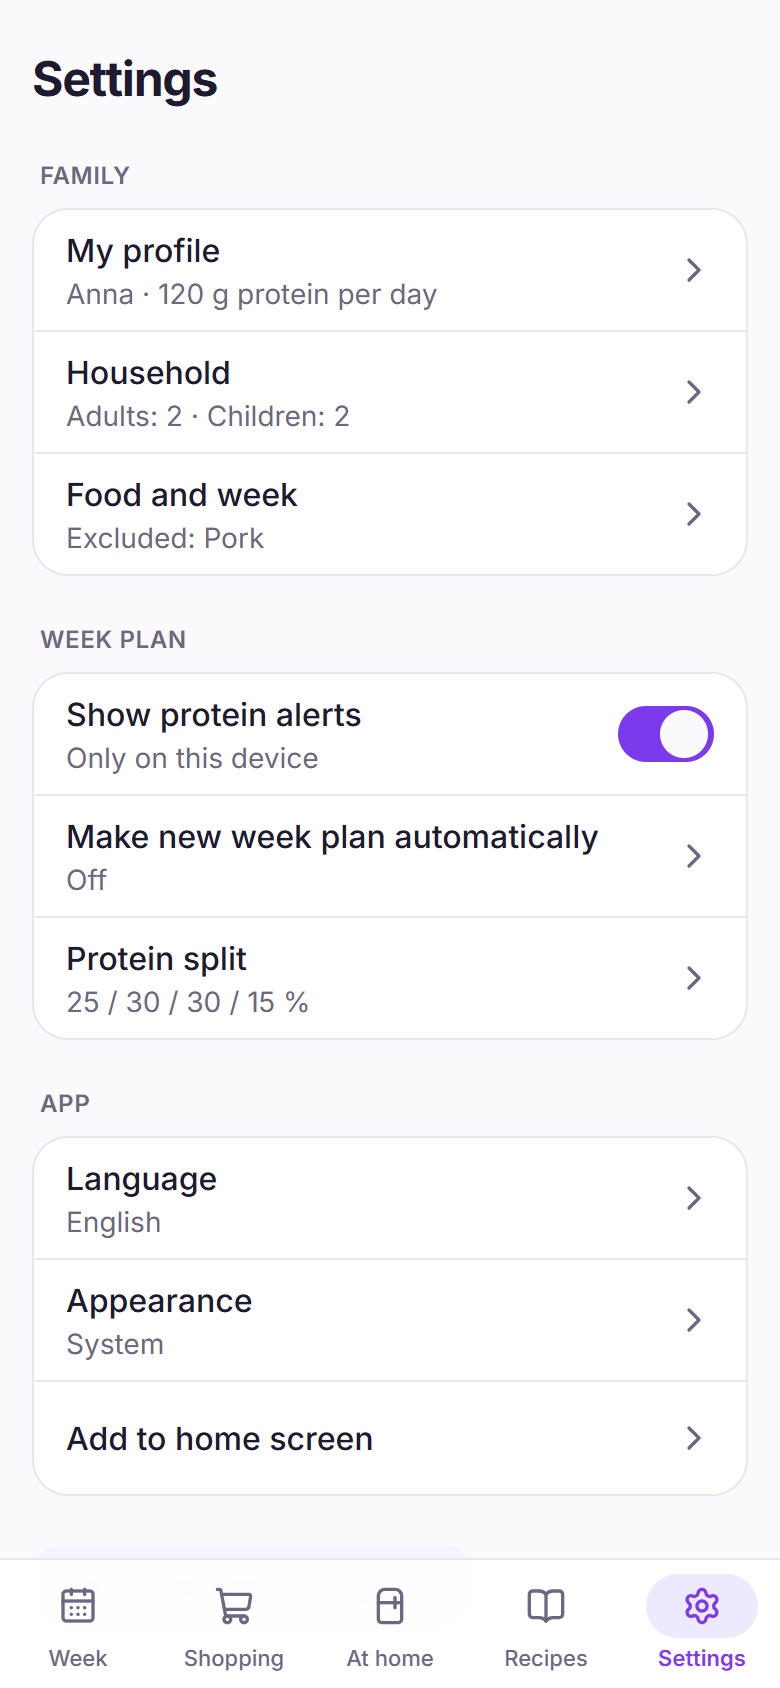 Settings
FAMILY
My profile
Anna · 120 g protein per day
Household
Adults: 2 · Children: 2
Food and week
Excluded: Pork
WEEK PLAN
Show protein alerts
Only on this device
Make new week plan automatically
Off
Protein split
25 / 30 / 30 / 15 %
APP
Language
English
Appearance
System
Add to home screen
Week
Shopping
At home
Recipes
Settings